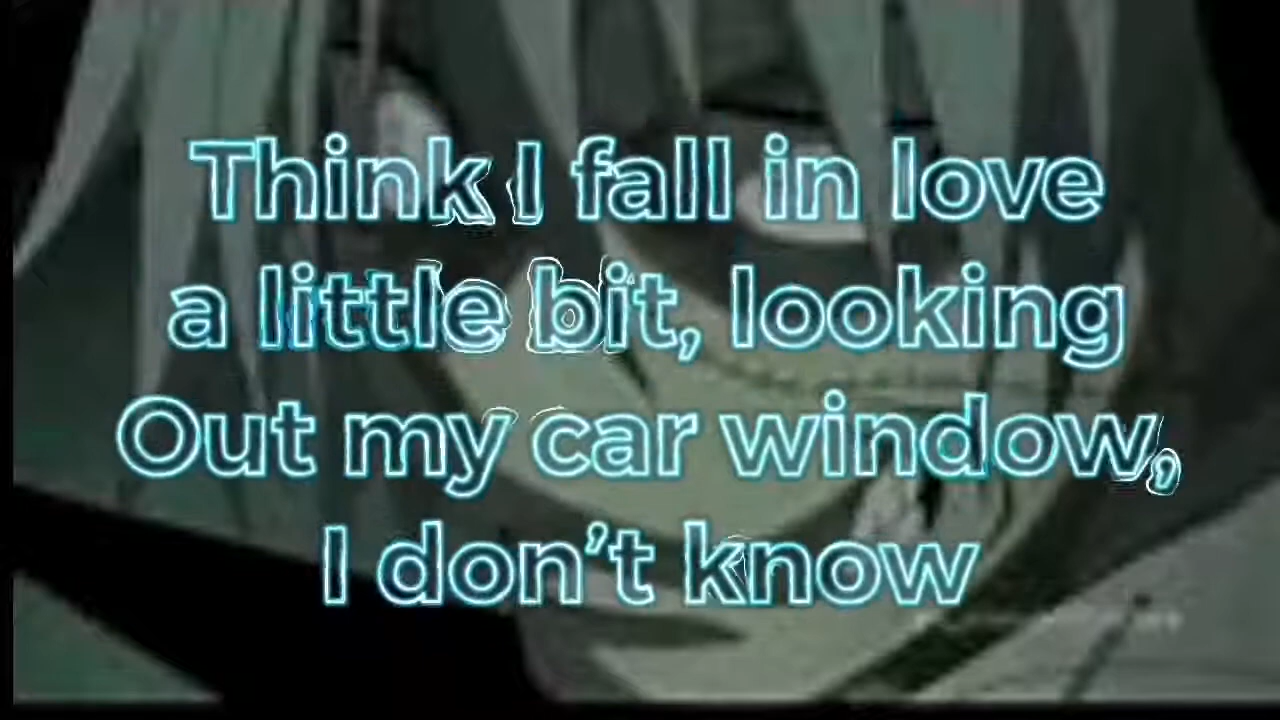 Think I fall in love
a little bit, looking
Out my car window,
I don’t know